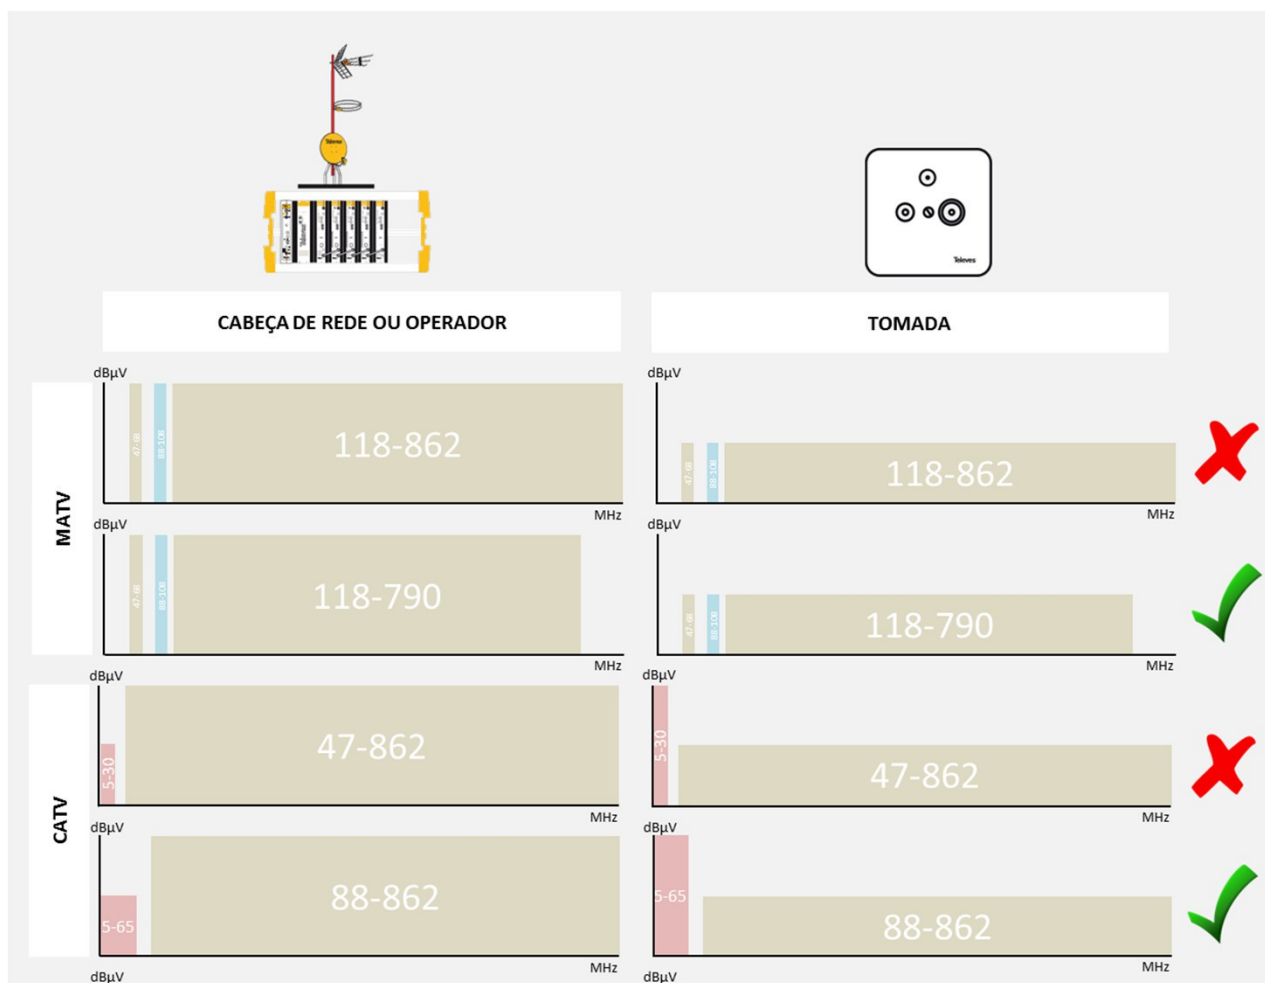 Televes
Televes
Televes
CABEÇA DE REDE OU OPERADOR
TOMADA
dBµV
dBµV
MATV
47-68
88-108
118-862
47-68
88-108
118-862
MHz
MHz
dBµV
dBµV
47-68
88-108
118-790
47-68
88-108
118-790
MHz
MHz
dBµV
dBµV
CATV
5-30
47-862
5-30
47-862
MHz
MHz
dBµV
dBµV
5-65
88-862
5-65
88-862
MHz
MHz
dBµV
dBµV